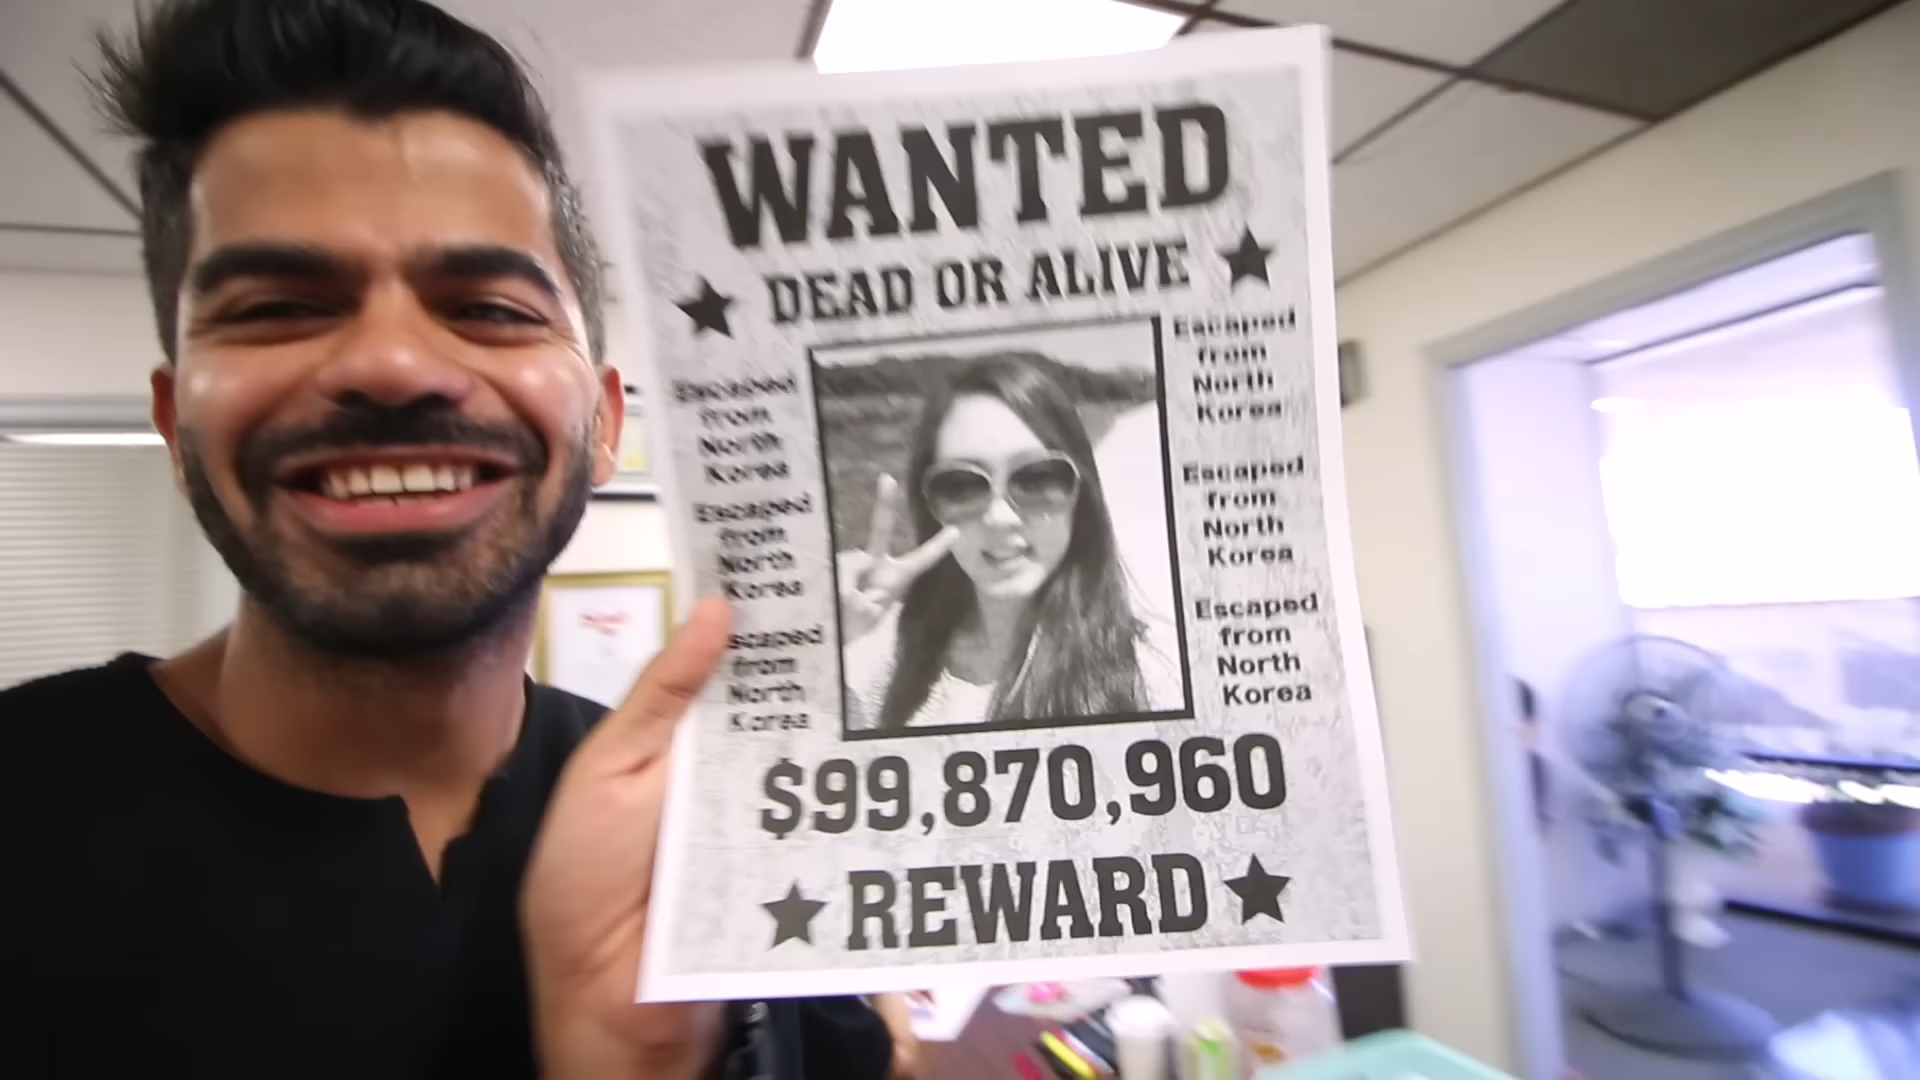 WANTED
DEAD OR ALIVE
Escaped
from
North
Korea
Escaped
from
North
Korea
Escaped
from
North
Korea
Escaped
from
North
Korea
Escaped
from
North
Korea
scaped
from
North
Korea
$99,870,960
REWARD